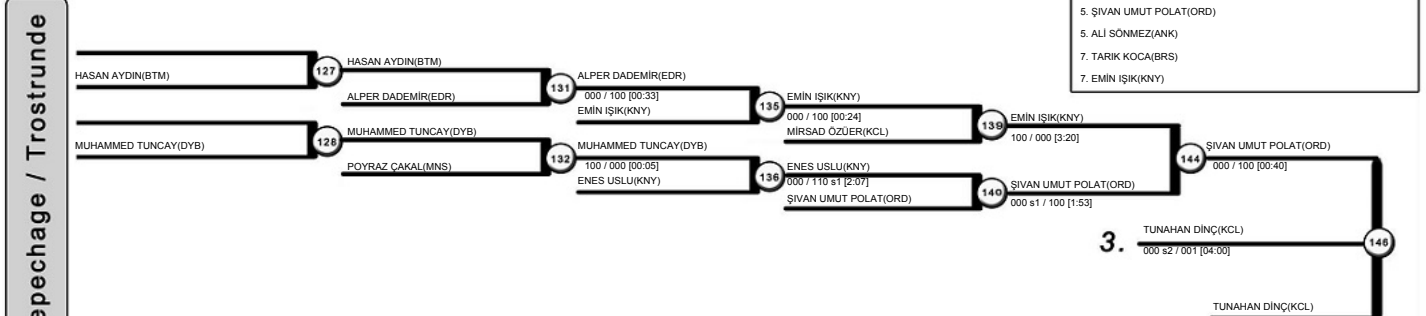 epechage / Trostrunde
5. ŞIVAN UMUT POLAT(ORD)
5. ALİ SÖNMEZ(ANK)
7. TARIK KOCA(BRS)
7. EMİN IŞIK(KNY)
HASAN AYDIN(BTM)
127
HASAN AYDIN(BTM)
ALPER DADEMİR(EDR)
131
ALPER DADEMİR(EDR)
000 / 100 [00:33]
EMİN IŞIK(KNY)
135
EMİN IŞIK(KNY)
000 / 100 [00:24]
MİRSAD ÖZÜER(KCL)
139
EMİN IŞIK(KNY)
100 / 000 [3:20]
MUHAMMED TUNCAY(DYB)
128
MUHAMMED TUNCAY(DYB)
POYRAZ ÇAKAL(MNS)
132
MUHAMMED TUNCAY(DYB)
100 / 000 [00:05]
ENES USLU(KNY)
136
ENES USLU(KNY)
000 / 110 s1 [2:07]
ŞIVAN UMUT POLAT(ORD)
140
ŞIVAN UMUT POLAT(ORD)
000 s1 / 100 [1:53]
144
ŞIVAN UMUT POLAT(ORD)
000 / 100 [00:40]
3.
TUNAHAN DİNÇ(KCL)
000 s2 / 001 [04:00]
146
TUNAHAN DİNÇ(KCL)